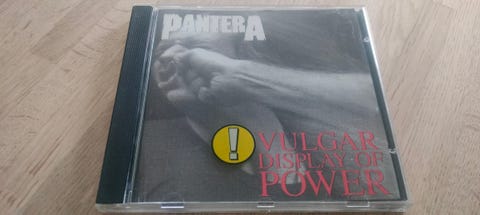 PANTERA
!
VULGAR
DISPLAY OF
POWER